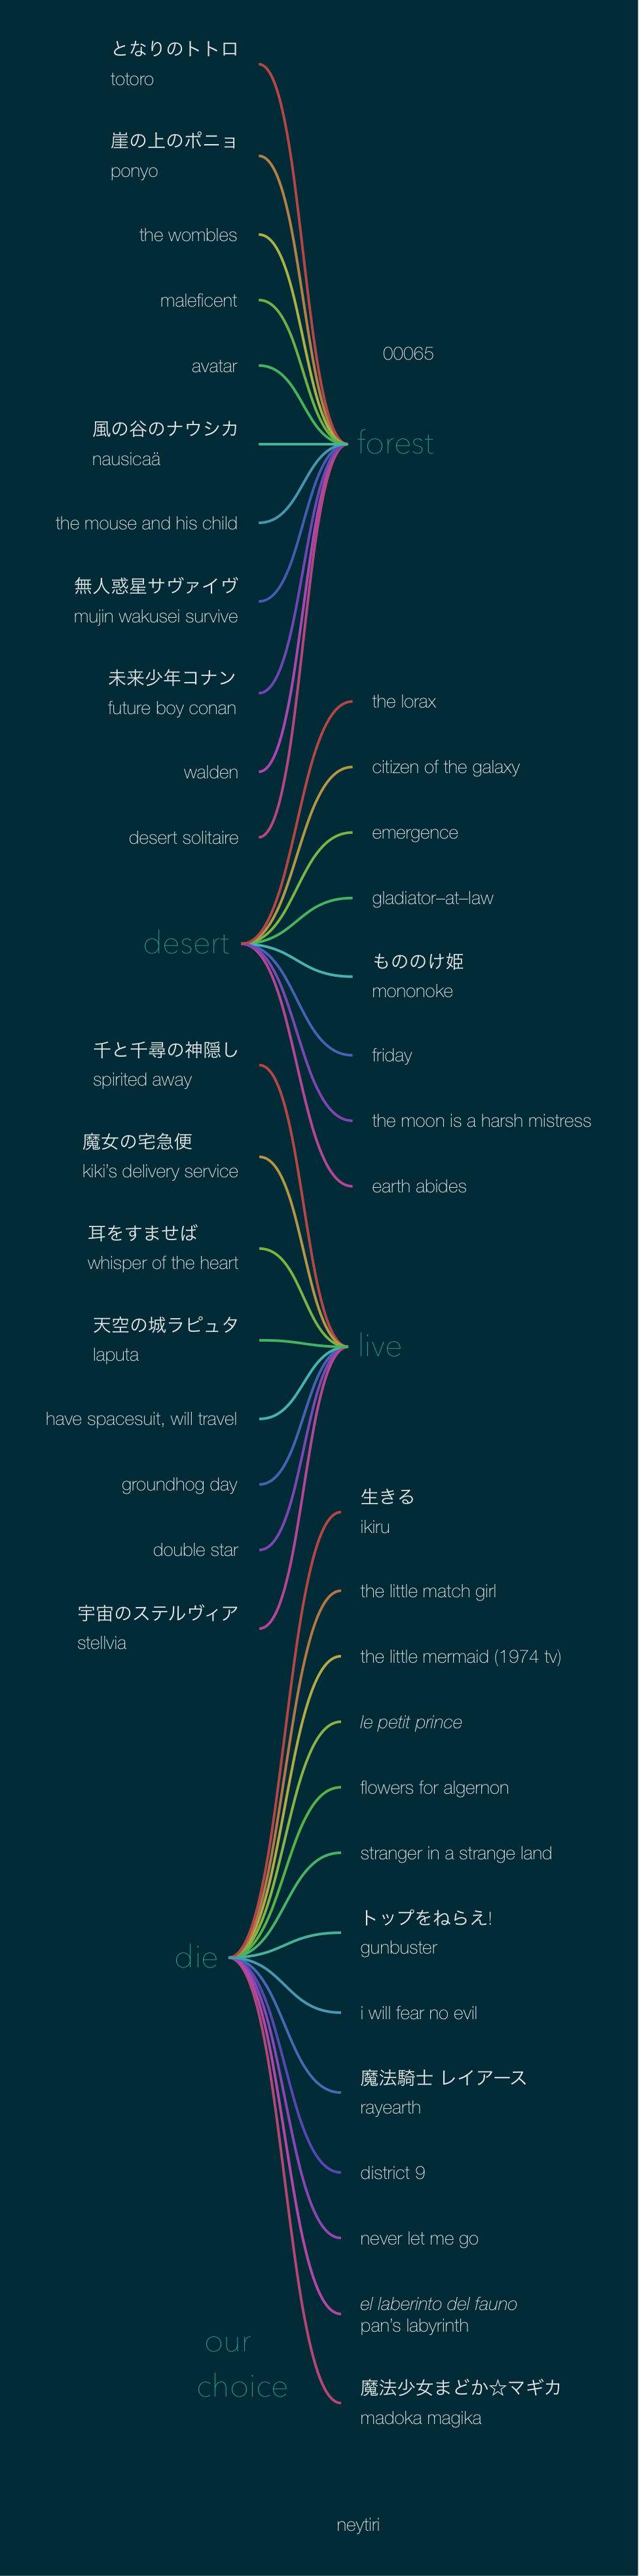 となりのトトロ
totoro
崖の上のポニョ
ponyo
the wombles
maleficent
avatar
00065
風の谷のナウシカ
nausicaä
forest
the mouse and his child
無人惑星サヴァイヴ
mujin wakusei survive
未来少年コナン
future boy conan
walden
desert solitaire
the lorax
citizen of the galaxy
emergence
gladiator–at–law
desert
もののけ姫
mononoke
friday
the moon is a harsh mistress
earth abides
千と千尋の神隠し
spirited away
魔女の宅急便
kiki's delivery service
耳をすませば
whisper of the heart
天空の城ラピュタ
laputa
live
have spacesuit, will travel
groundhog day
double star
宇宙のステルヴィア
stellvia
生きる
ikiru
the little match girl
the little mermaid (1974 tv)
le petit prince
flowers for algernon
stranger in a strange land
トップをねらえ!
gunbuster
die
i will fear no evil
魔法騎士 レイアース
rayearth
district 9
never let me go
el laberinto del fauno
pan's labyrinth
魔法少女まどか☆マギカ
madoka magika
our
choice
neytiri